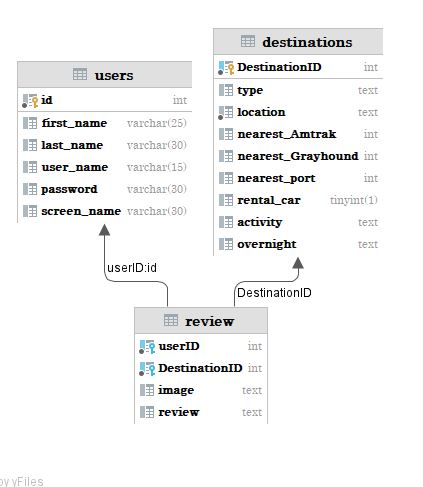 users
id int
first_name varchar(25)
last_name varchar(30)
user_name varchar(15)
password varchar(30)
screen_name varchar(30)
destinations
DestinationID int
type text
location text
nearest_Amtrak int
nearest_Grayhound int
nearest_port int
rental_car tinyint(1)
activity text
overnight text
userID:id
DestinationID
review
userID int
DestinationID int
image text
review text
by yFiles